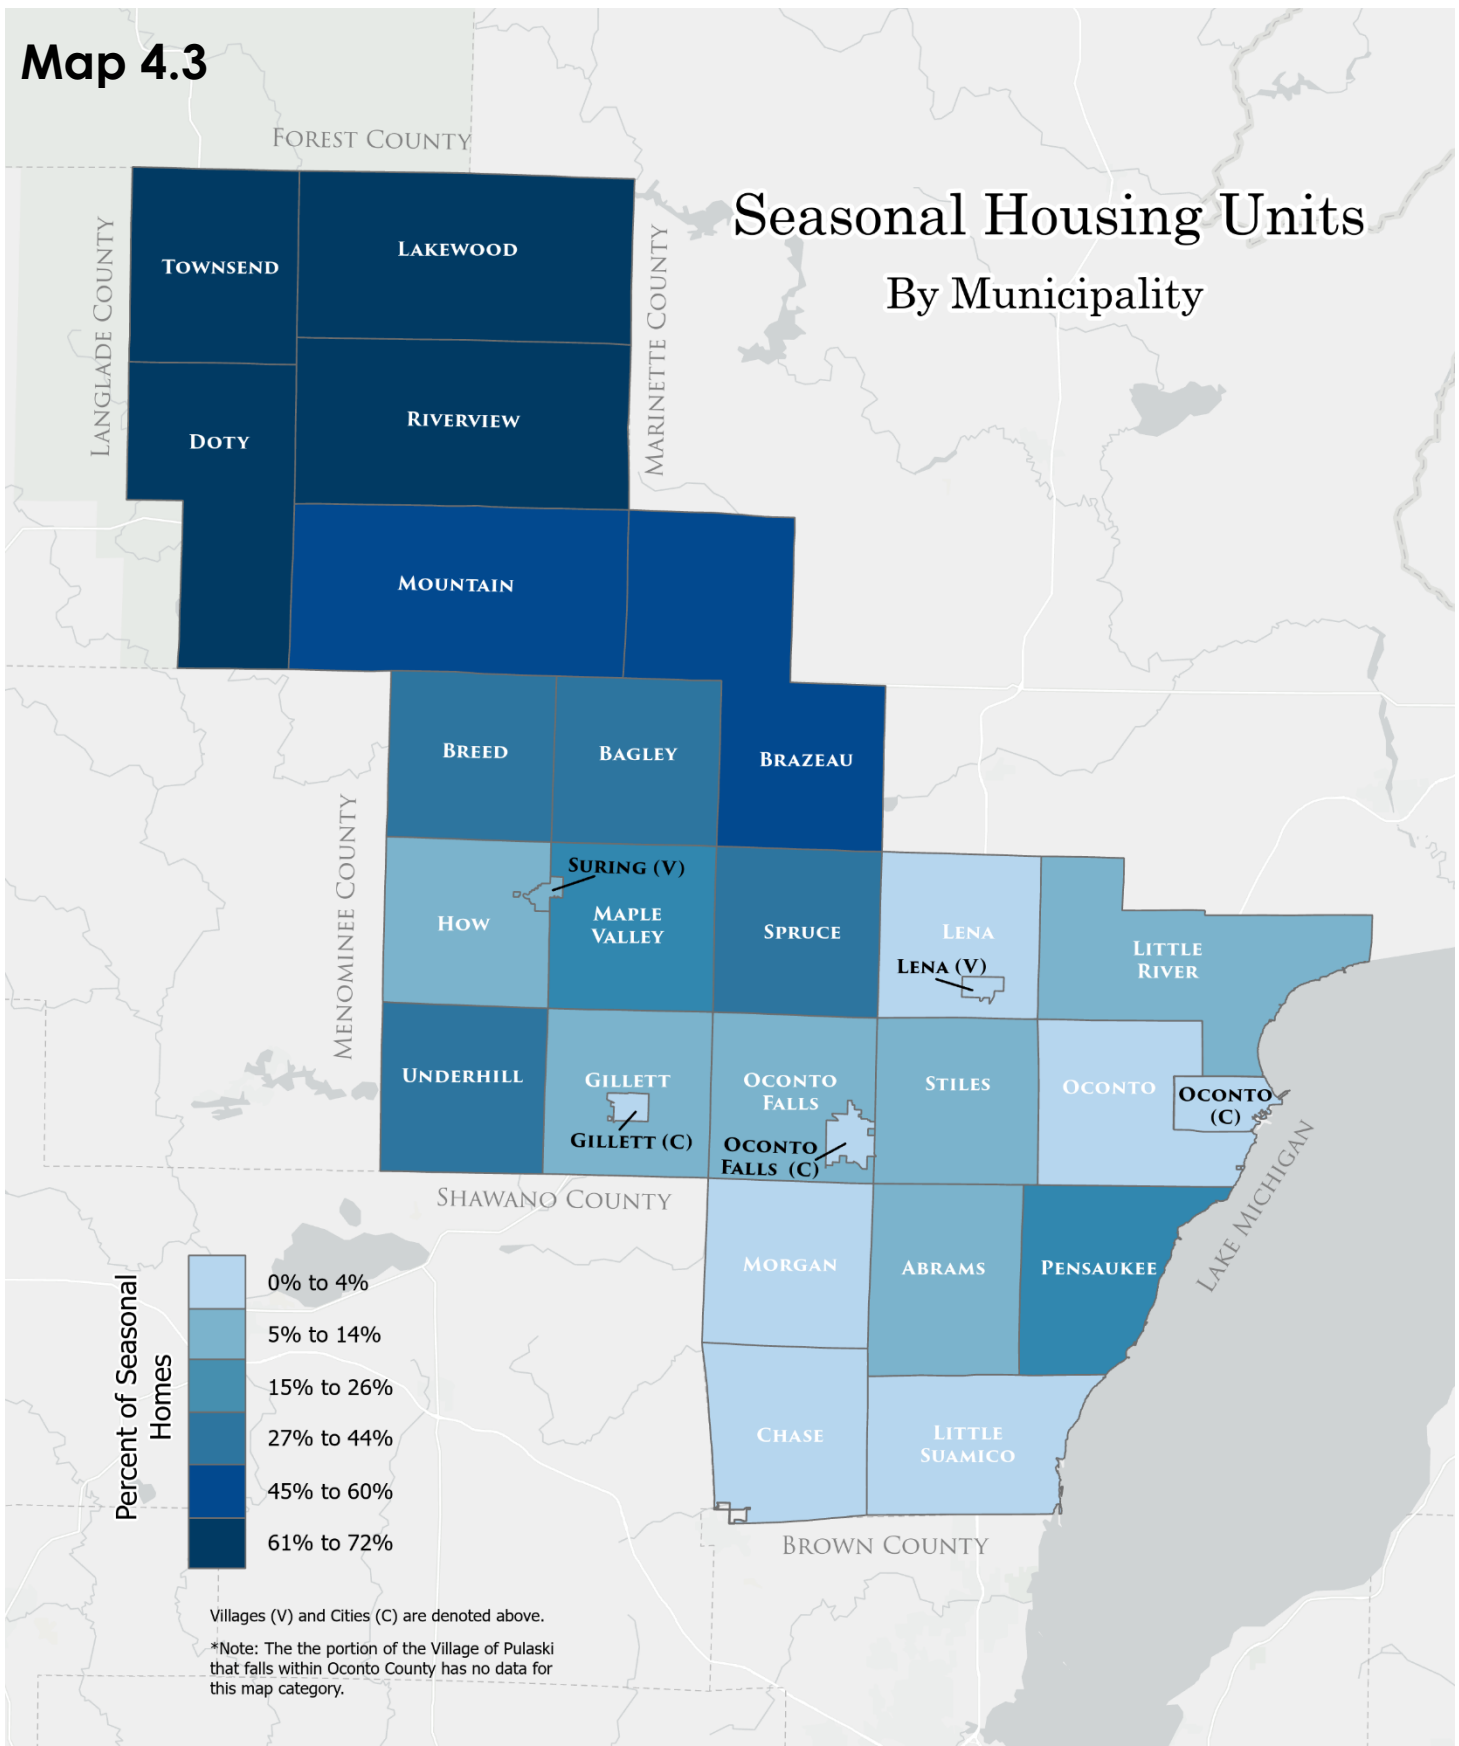 Map 4.3
FOREST COUNTY
Seasonal Housing Units
By Municipality
LANGLADE COUNTY
MARINETTE COUNTY
TOWNSEND
LAKEWOOD
DOTY
RIVERVIEW
MOUNTAIN
BREED
BAGLEY
BRAZEAU
MENOMINEE COUNTY
SURING (V)
HOW
MAPLE
VALLEY
SPRUCE
LENA
LENA (V)
LITTLE
RIVER
UNDERHILL
GILLETT
GILLETT (C)
OCONTO
FALLS
OCONTO
FALLS (C)
STILES
OCONTO
OCONTO
(C)
SHAWANO COUNTY
LAKE MICHIGAN
MORGAN
ABRAMS
PENSAUKEE
CHASE
LITTLE
SUAMICO
BROWN COUNTY
Percent of Seasonal
Homes
0% to 4%
5% to 14%
15% to 26%
27% to 44%
45% to 60%
61% to 72%
Villages (V) and Cities (C) are denoted above.
*Note: The the portion of the Village of Pulaski
that falls within Oconto County has no data for
this map category.